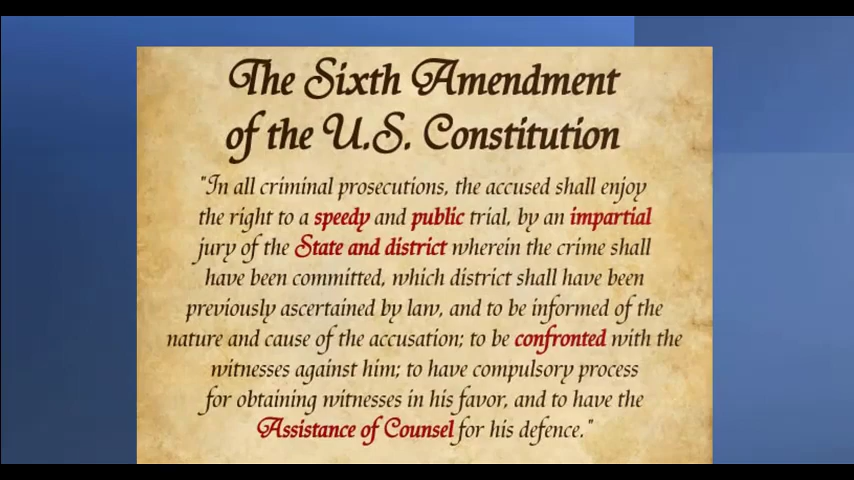 The Sixth Amendment
of the U.S. Constitution
"In all criminal prosecutions, the accused shall enjoy
the right to a speedy and public trial, by an impartial
jury of the State and district wherein the crime shall
have been committed, which district shall have been
previously ascertained by law, and to be informed of the
nature and cause of the accusation; to be confronted with the
witnesses against him; to have compulsory process
for obtaining witnesses in his favor, and to have the
Assistance of Counsel for his defence."